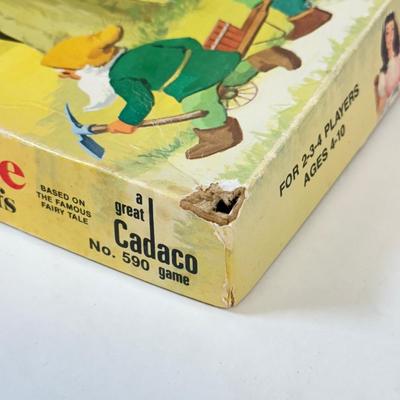 e
fs
BASED ON
THE FAMOUS
FAIRY TALE
a
great
Cadaco
No. 590 game
FOR 2-3-4 PLAYERS
AGES 4-10